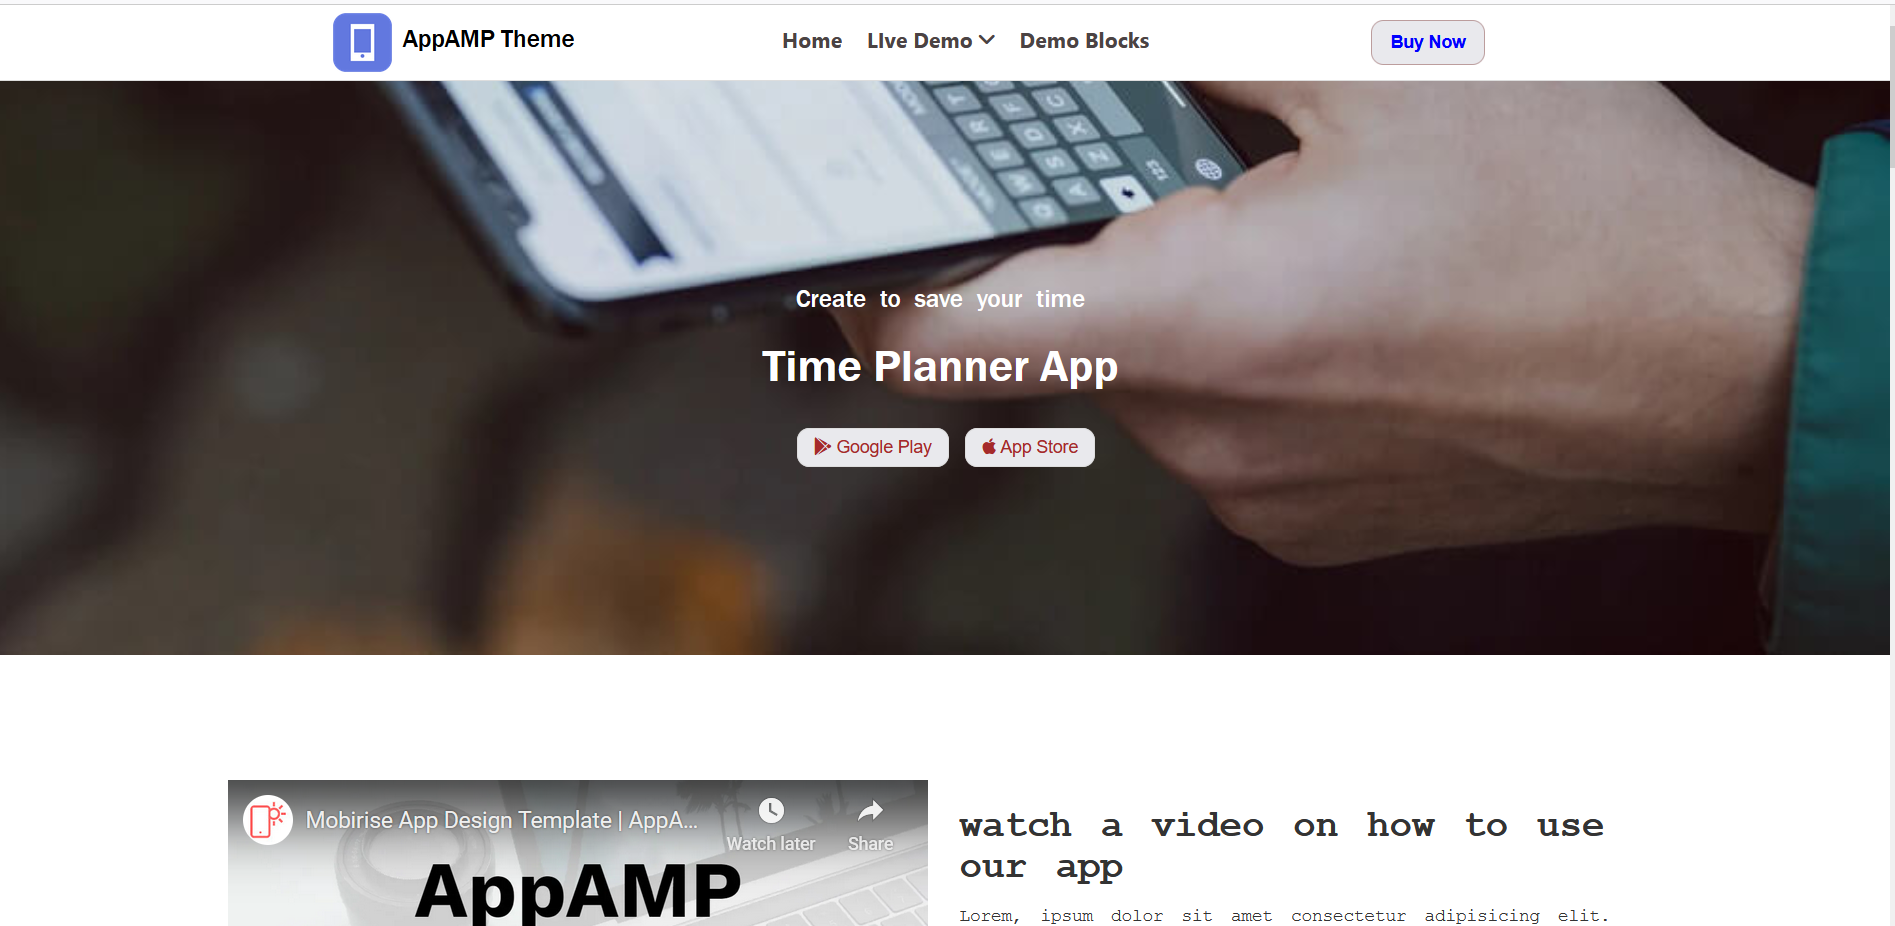 AppAMP Theme
Home LIve Demo Demo Blocks
Buy Now
T
R F C
E D X
W S Z 123
Q A
Create to save your time
Time Planner App
Google Play App Store
Mobirise App Design Template | AppA...
Watch later Share
AppAMP
watch a video on how to use
our app
Lorem, ipsum dolor sit amet consectetur adipisicing elit.